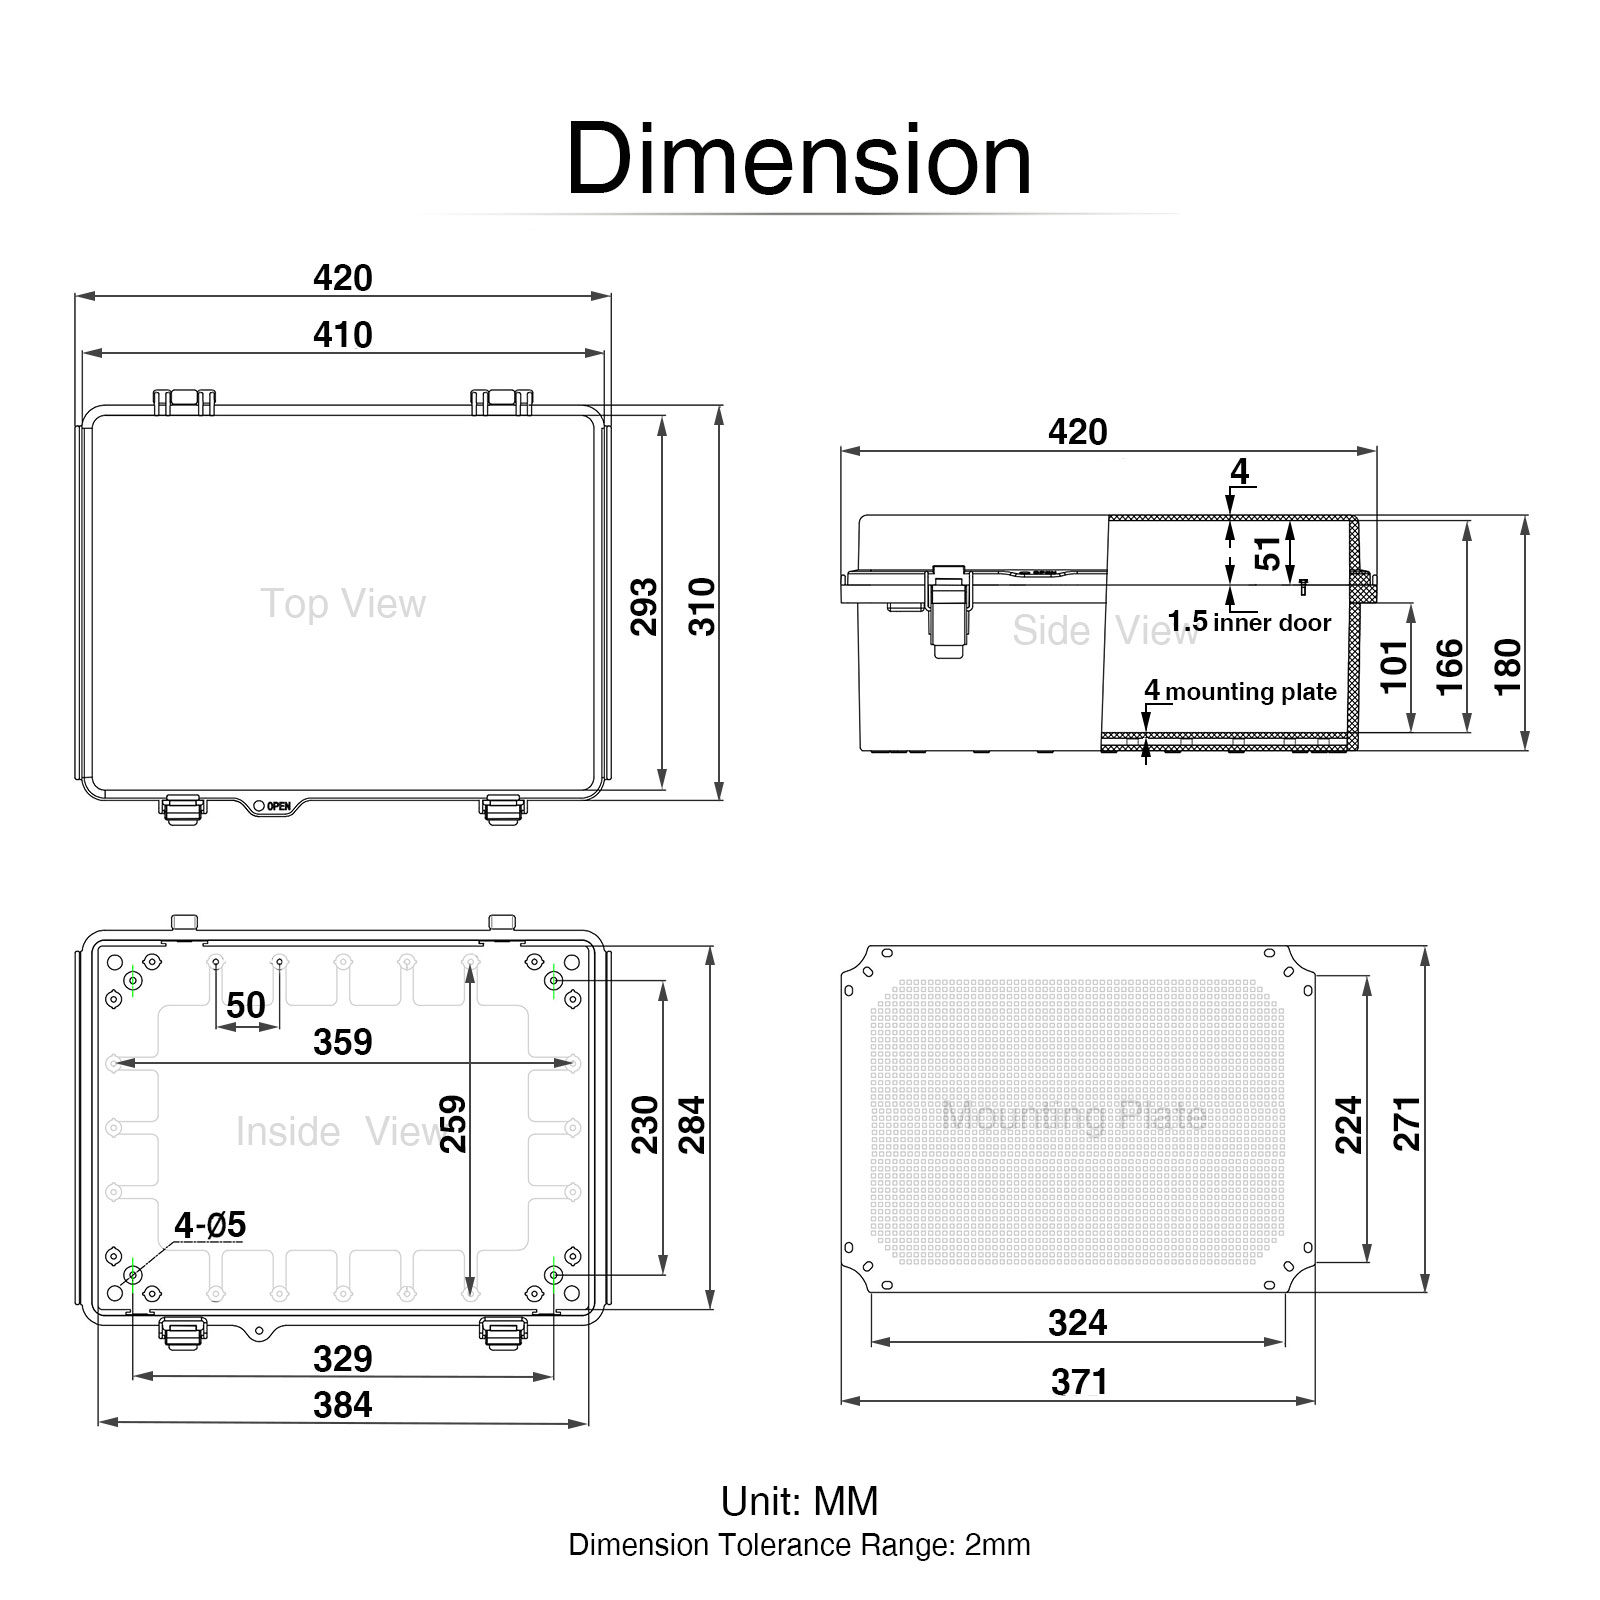 Dimension
420
410
Top View
293
310
OPEN
420
4
51
Side View
1.5 inner door
4 mounting plate
101
166
180
50
359
Inside View
259
230
284
4-Ø5
329
384
Mounting Plate
224
271
324
371
Unit: MM
Dimension Tolerance Range: 2mm